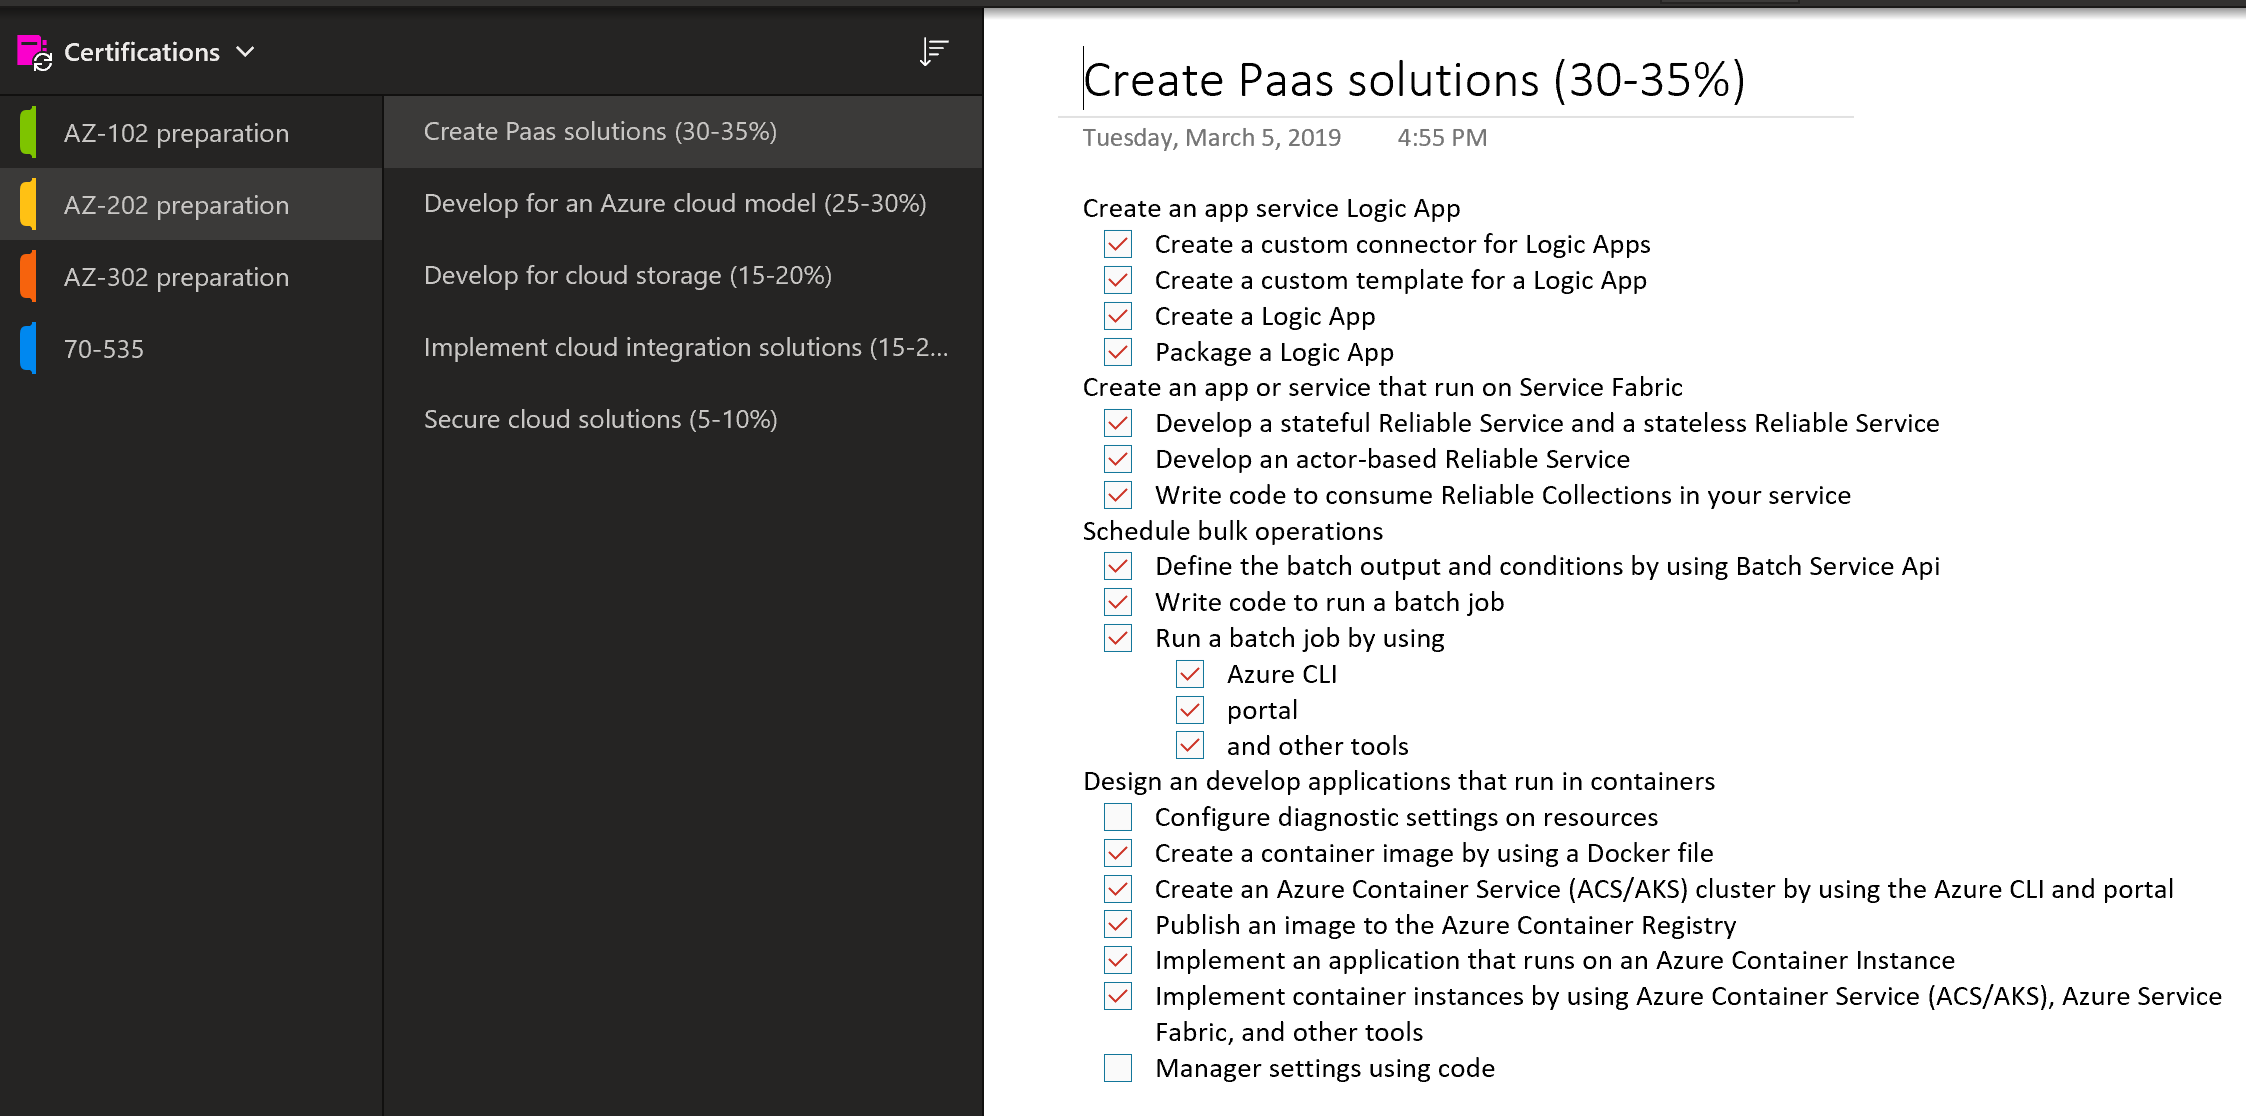 Certifications
AZ-102 preparation
AZ-202 preparation
AZ-302 preparation
70-535
Create Paas solutions (30-35%)
Develop for an Azure cloud model (25-30%)
Develop for cloud storage (15-20%)
Implement cloud integration solutions (15-2...
Secure cloud solutions (5-10%)
Create Paas solutions (30-35%)
Tuesday, March 5, 2019 4:55 PM
Create an app service Logic App
Create a custom connector for Logic Apps
Create a custom template for a Logic App
Create a Logic App
Package a Logic App
Create an app or service that run on Service Fabric
Develop a stateful Reliable Service and a stateless Reliable Service
Develop an actor-based Reliable Service
Write code to consume Reliable Collections in your service
Schedule bulk operations
Define the batch output and conditions by using Batch Service Api
Write code to run a batch job
Run a batch job by using
Azure CLI
portal
and other tools
Design an develop applications that run in containers
Configure diagnostic settings on resources
Create a container image by using a Docker file
Create an Azure Container Service (ACS/AKS) cluster by using the Azure CLI and portal
Publish an image to the Azure Container Registry
Implement an application that runs on an Azure Container Instance
Implement container instances by using Azure Container Service (ACS/AKS), Azure Service
Fabric, and other tools
Manager settings using code